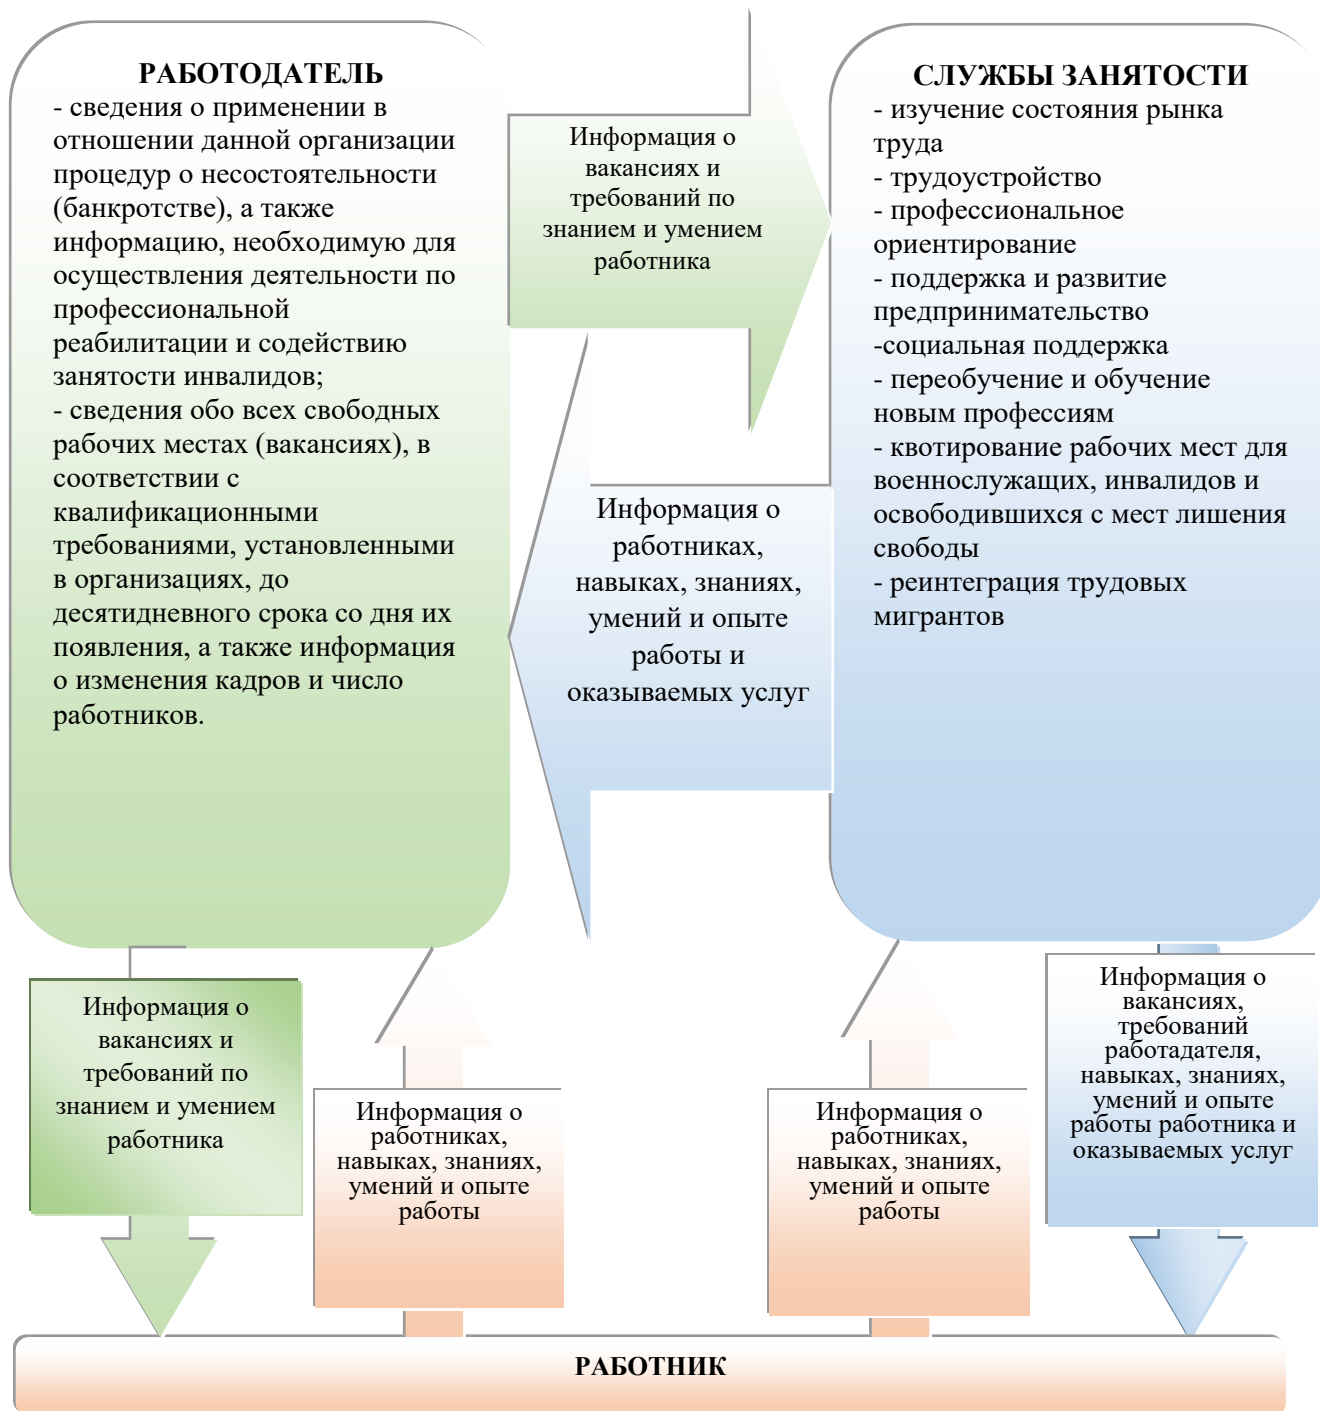 РАБОТОДАТЕЛЬ
- сведения о применении в
отношении данной организации
процедур о несостоятельности
(банкротстве), а также
информацию, необходимую для
осуществления деятельности по
профессиональной
реабилитации и содействию
занятости инвалидов;
- сведения обо всех свободных
рабочих местах (вакансиях), в
соответствии с
квалификационными
требованиями, установленными
в организациях, до
десятидневного срока со дня их
появления, а также информация
о изменения кадров и число
работников.
Информация о
вакансиях и
требований по
знанием и умением
работника
Информация о
работниках,
навыках, знаниях,
умений и опыте
работы и
оказываемых услуг
СЛУЖБЫ ЗАНЯТОСТИ
- изучение состояния рынка
труда
- трудоустройство
- профессиональное
ориентирование
- поддержка и развитие
предпринимательство
-социальная поддержка
- переобучение и обучение
новым профессиям
- квотирование рабочих мест для
военнослужащих, инвалидов и
освободившихся с мест лишения
свободы
- реинтеграция трудовых
мигрантов
Информация о
вакансиях и
требований по
знанием и умением
работника
Информация о
работниках,
навыках, знаниях,
умений и опыте
работы
Информация о
работниках,
навыках, знаниях,
умений и опыте
работы
Информация о
вакансиях,
требований
работадателя,
навыках, знаниях,
умений и опыте
работы работника и
оказываемых услуг
РАБОТНИК